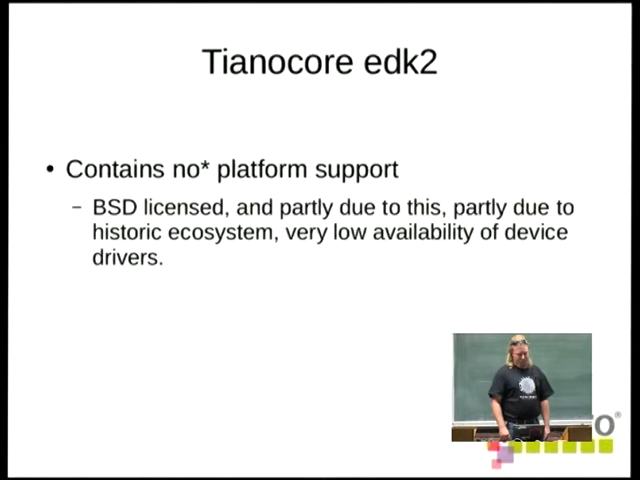 Tianocore edk2
• Contains no* platform support
– BSD licensed, and partly due to this, partly due to
historic ecosystem, very low availability of device
drivers.